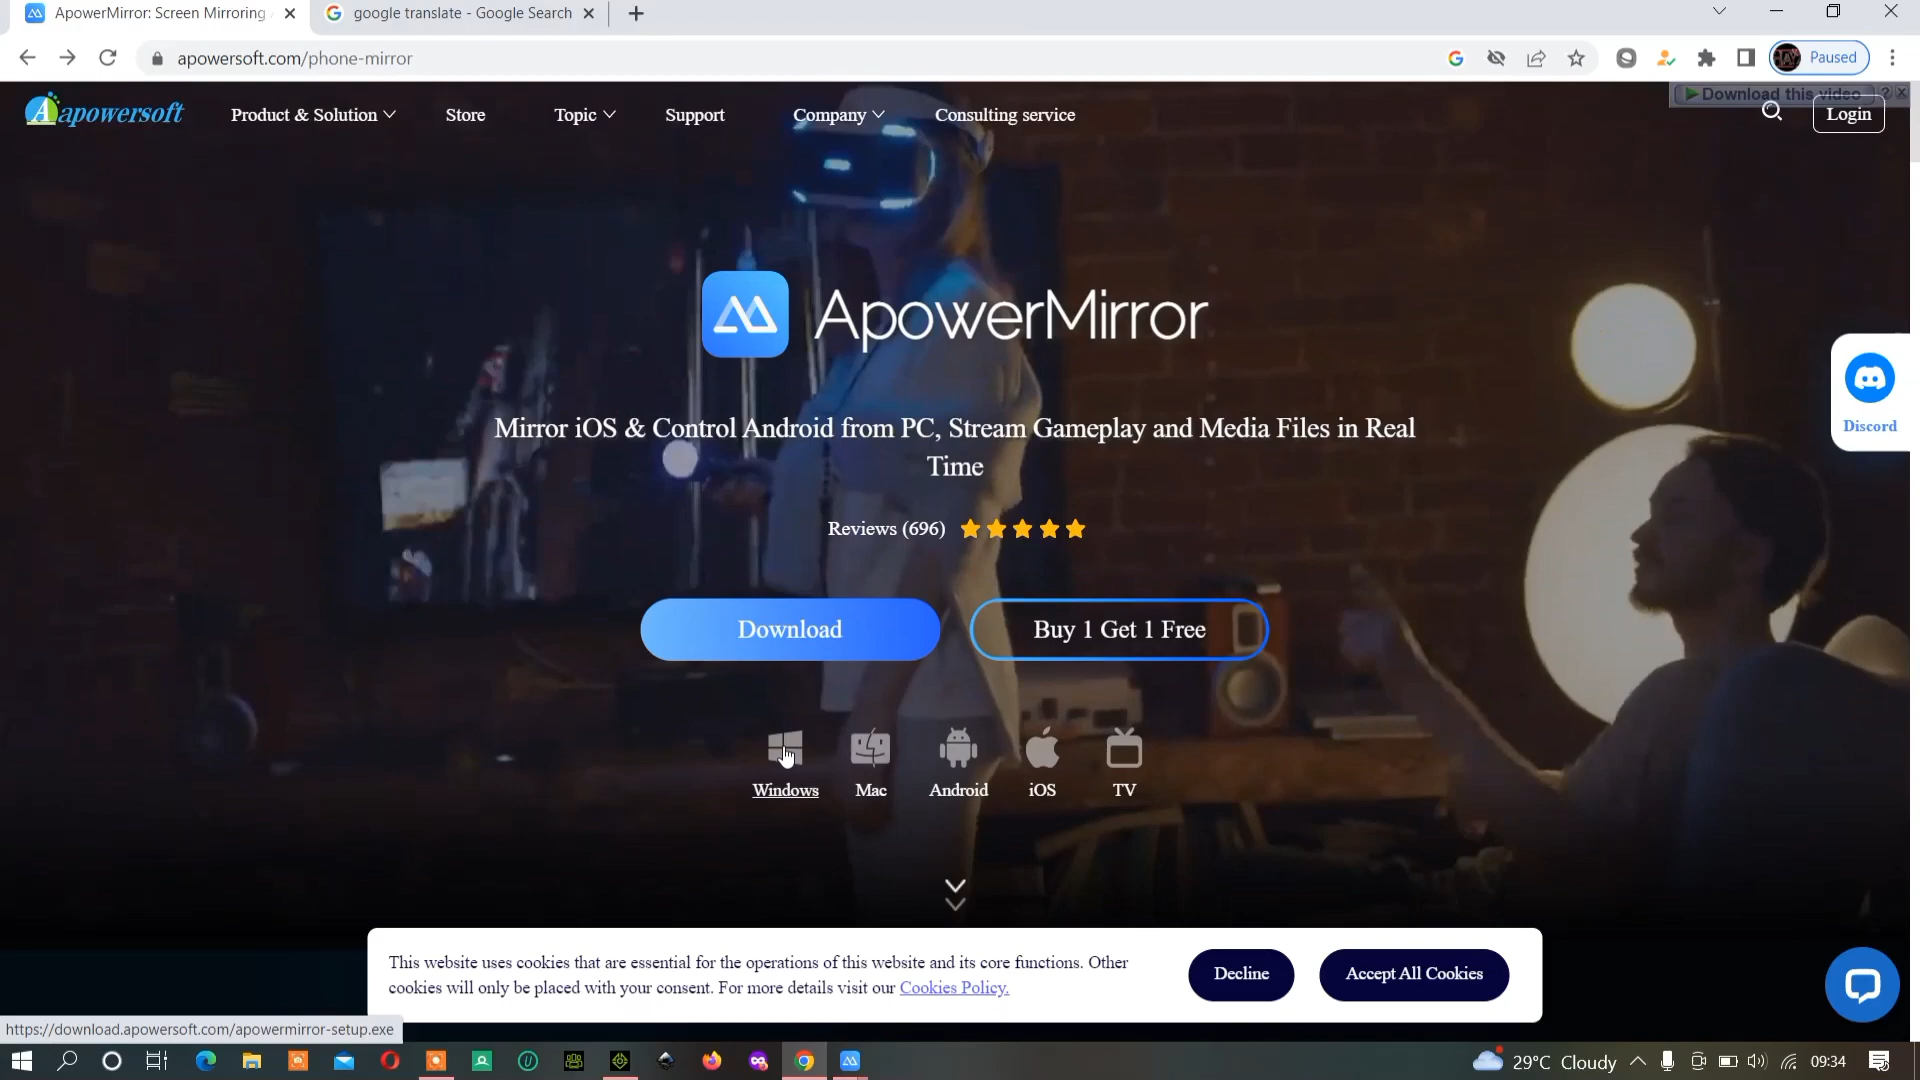 ApowerMirror: Screen Mirroring
google translate - Google Search
apowersoft.com/phone-mirror
Paused
Apowersoft
Product & Solution
Store
Topic
Support
Company
Consulting service
Download this video
?
Login
ApowerMirror
Discord
Mirror iOS & Control Android from PC, Stream Gameplay and Media Files in Real
Time
Reviews (696)
Download
Buy 1 Get 1 Free
Windows
Mac
Android
iOS
TV
This website uses cookies that are essential for the operations of this website and its core functions. Other
cookies will only be placed with your consent. For more details visit our Cookies Policy.
Decline
Accept All Cookies
https://download.apowersoft.com/apowermirror-setup.exe
29°C Cloudy
09:34